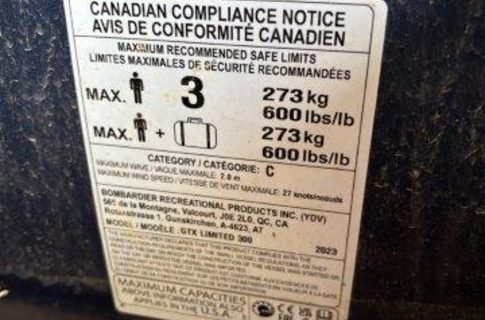 CANADIAN COMPLIANCE NOTICE
AVIS DE CONFORMITÉ CANADIEN
MAXIMUM RECOMMENDED SAFE LIMITS
LIMITES MAXIMALES DE SÉCURITÉ RECOMMANDÉES
MAX. 3 273 kg
600 lbs/lb
MAX. + 273 kg
600 lbs/lb
CATEGORY / CATÉGORIE: C
MAXIMUM WAVE / VAGUE MAXIMALE: 2.0 m
MAXIMUM WIND SPEED / VITESSE DE VENT MAXIMALE: 27 knots/noeuds
BOMBARDIER RECREATIONAL PRODUCTS INC. (YDV)
565 de la Montagne, Valcourt, J0E 2L0, QC, CA
Rotaxstrasse 1, Gunskirchen, A-4623, AT
MODEL / MODÈLE: GTX LIMITED 300 2023
MAXIMUM CAPACITIES
ABOVE INFORMATION ALSO
APPLIES IN THE U.S.A.